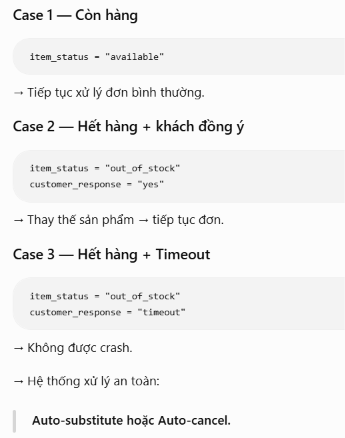 Case 1 — Còn hàng
item_status = "available"
→ Tiếp tục xử lý đơn bình thường.
Case 2 — Hết hàng + khách đồng ý
item_status = "out_of_stock"
customer_response = "yes"
→ Thay thế sản phẩm → tiếp tục đơn.
Case 3 — Hết hàng + Timeout
item_status = "out_of_stock"
customer_response = "timeout"
→ Không được crash.
→ Hệ thống xử lý an toàn:
Auto-substitute hoặc Auto-cancel.